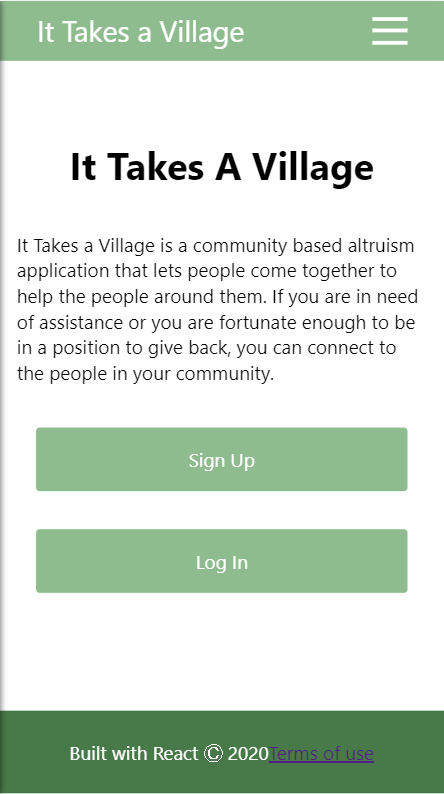 It Takes a Village
It Takes A Village
It Takes a Village is a community based altruism
application that lets people come together to
help the people around them. If you are in need
of assistance or you are fortunate enough to be
in a position to give back, you can connect to
the people in your community.
Sign Up
Log In
Built with React © 2020Terms of use